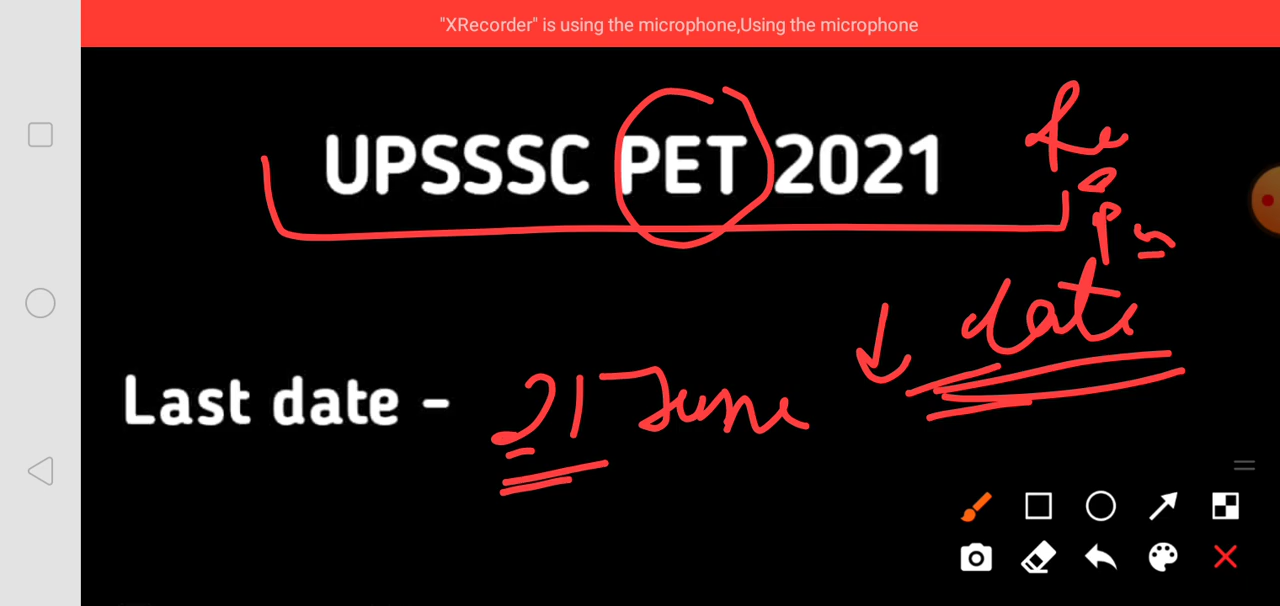 "XRecorder" is using the microphone,Using the microphone
UPSSSC PET 2021
date
Last date - 21 June